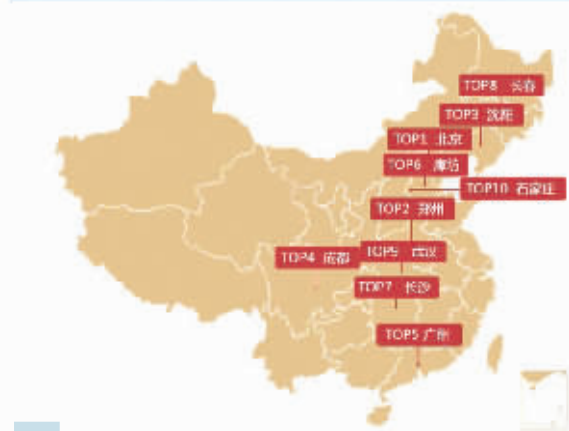 TOP8 长春
TOP3 沈阳
TOP1 北京
TOP6 廊坊
TOP10 石家庄
TOP2 郑州
TOP9 武汉
TOP4 成都
TOP7 长沙
TOP5 广州